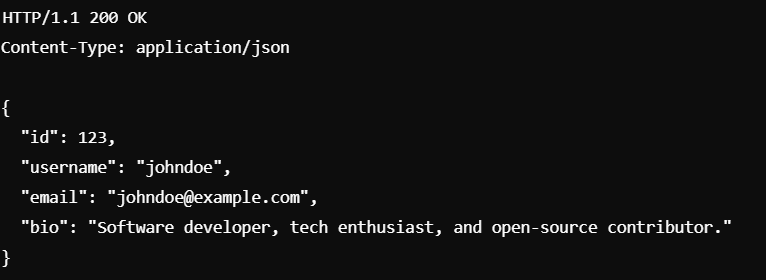 HTTP/1.1 200 OK
Content-Type: application/json
{
"id": 123,
"username": "johndoe",
"email": "johndoe@example.com",
"bio": "Software developer, tech enthusiast, and open-source contributor."
}